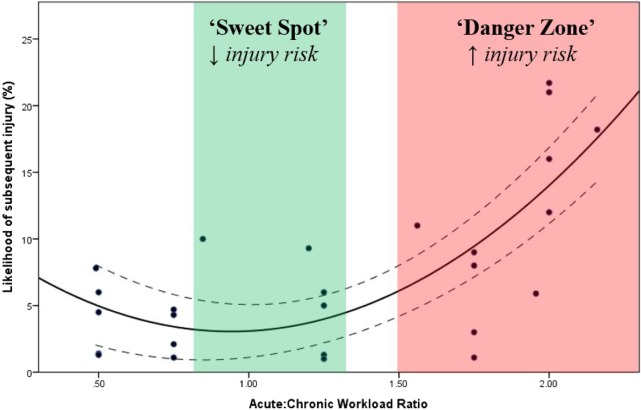 ‘Sweet Spot’
↓ injury risk
‘Danger Zone’
↑ injury risk
Likelihood of subsequent injury (%)
25
20
15
10
5
0
.50
1.00
1.50
2.00
Acute:Chronic Workload Ratio